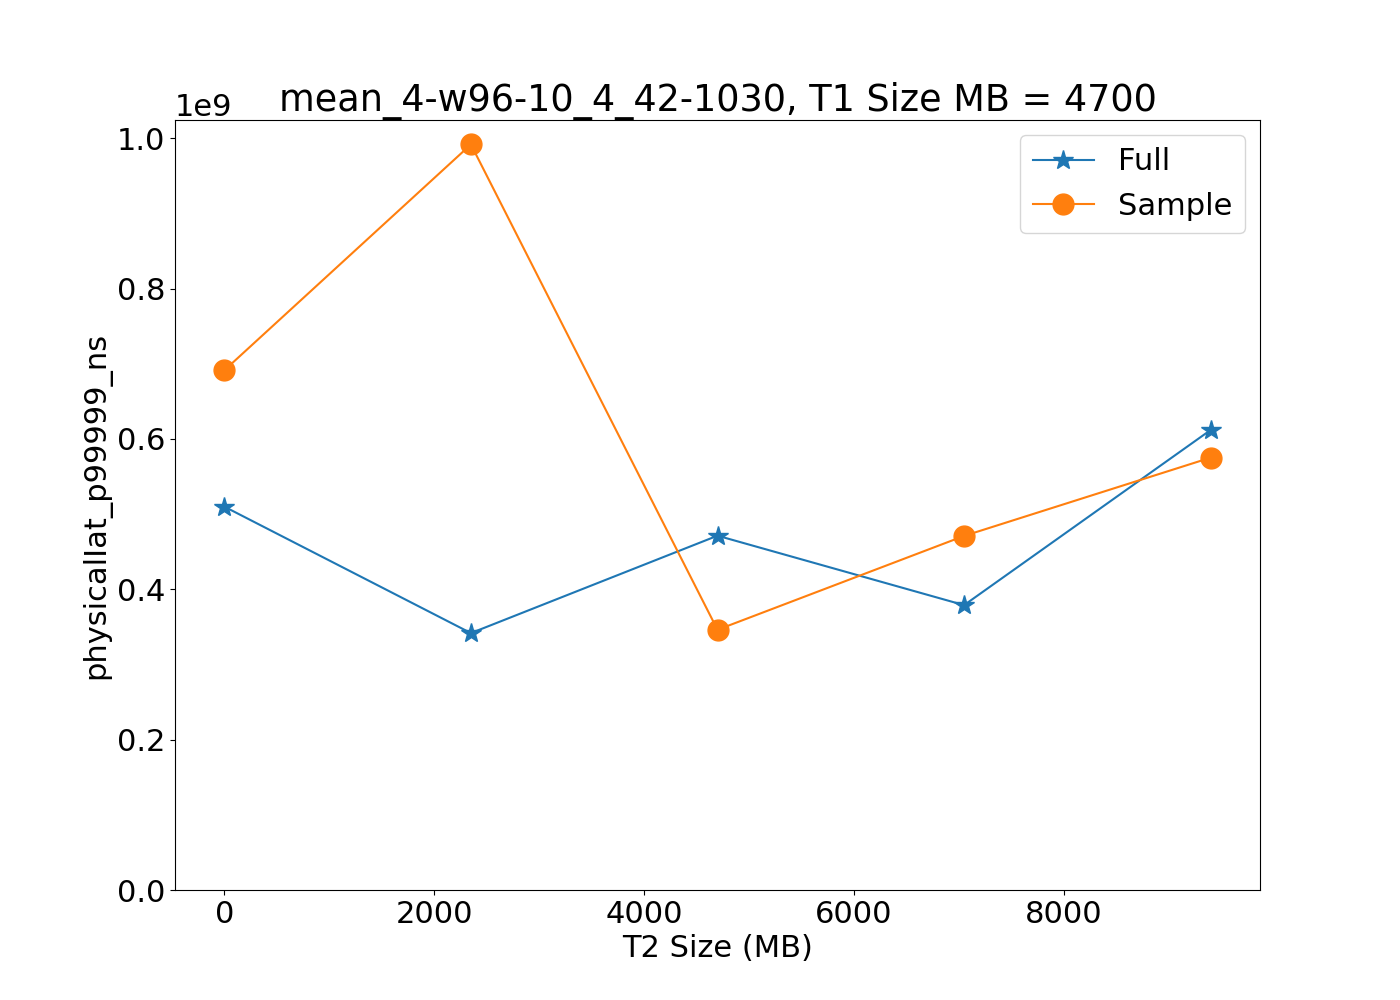 mean_4-w96-10_4_42-1030, T1 Size MB = 4700
1e9
1.0
0.8
0.6
0.4
0.2
0.0
physicallat_p99999_ns
Full
Sample
0 2000 4000 6000 8000
T2 Size (MB)